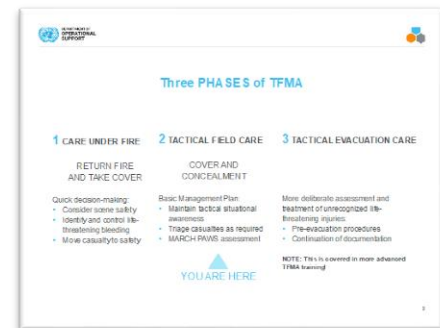 DEPARTMENT OF
OPERATIONAL
SUPPORT
Three PHASES of TFMA
1 CARE UNDER FIRE
RETURN FIRE
AND TAKE COVER
Quick decision-making:
• Consider scene safety
• Identify and control life-
threatening bleeding
• Move casualty to safety
2 TACTICAL FIELD CARE
COVER AND
CONCEALMENT
Basic Management Plan:
• Maintain tactical situational
awareness
• Triage casualties as required
• MARCH PAWS assessment
YOU ARE HERE
3 TACTICAL EVACUATION CARE
More deliberate assessment and
treatment of unrecognized life-
threatening injuries:
• Pre-evacuation procedures
• Continuation of documentation
NOTE: This is covered in more advanced
TFMA training!